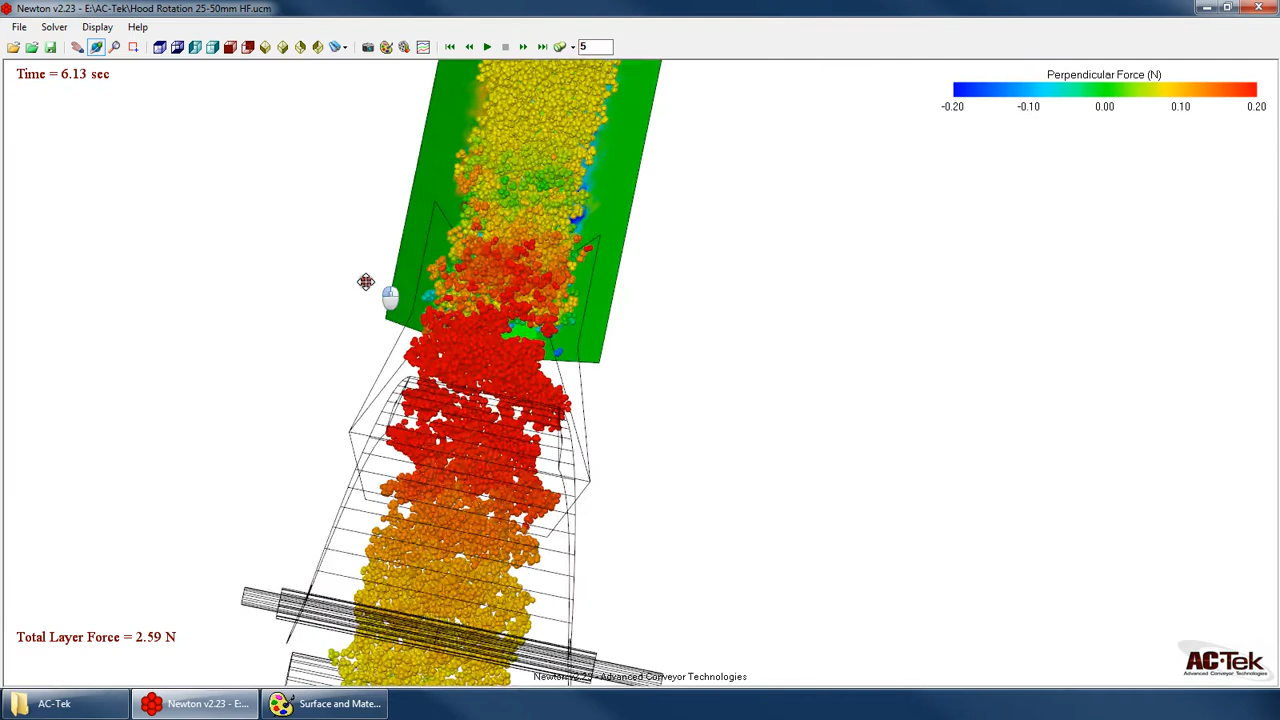 Newton v2.23 - E:\AC-Tek\Hood Rotation 25-50mm HF.ucm
File Solver Display Help
5
Time = 6.13 sec
Perpendicular Force (N)
-0.20 -0.10 0.00 0.10 0.20
Total Layer Force = 2.59 N
AC-Tek
Advanced Conveyor Technologies
Newton v2.23 - Advanced Conveyor Technologies
AC-Tek
Newton v2.23 - E:...
Surface and Mate...